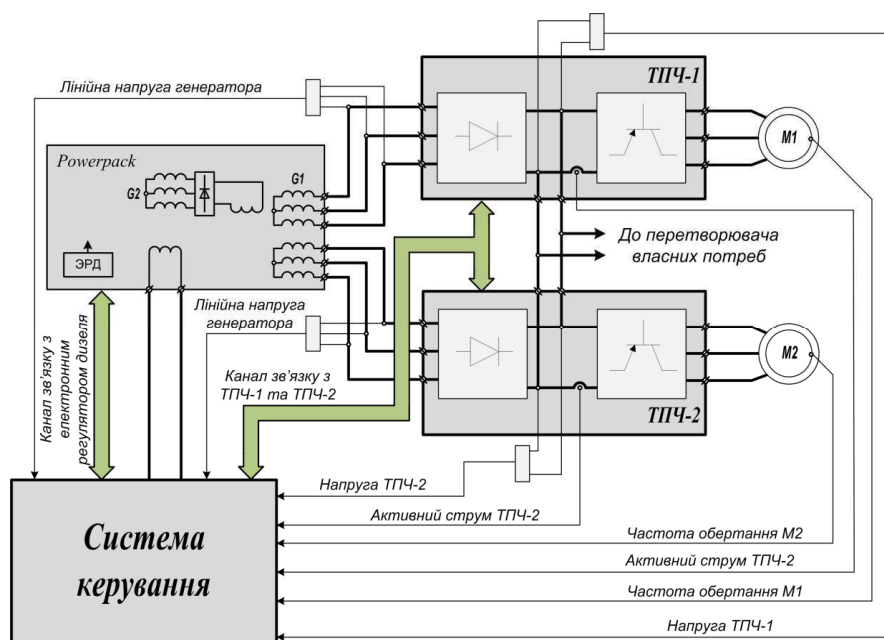 ТПЧ-1
Лінійна напруга генератора
Powerpack
G2
G1
M1
ЭРД
До перетворювача
власних потреб
Лінійна напруга
генератора
M2
Канал зв'язку з
електронним
регулятором дизеля
Канал зв'язку з
ТПЧ-1 та ТПЧ-2
ТПЧ-2
Напруга ТПЧ-2
Активний струм ТПЧ-2
Система
керування
Частота обертання М2
Активний струм ТПЧ-2
Частота обертання М1
Напруга ТПЧ-1